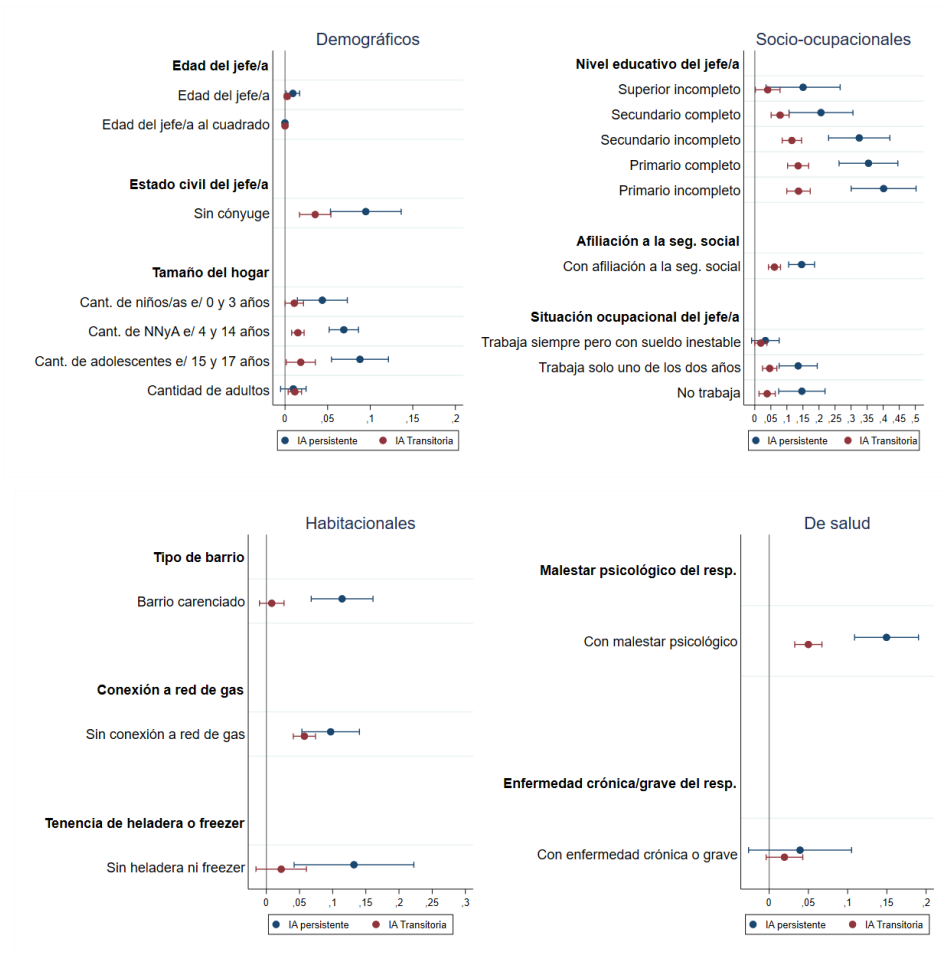 Demográficos
Edad del jefe/a
Edad del jefe/a
Edad del jefe/a al cuadrado
Estado civil del jefe/a
Sin cónyuge
Tamaño del hogar
Cant. de niños/as e/ 0 y 3 años
Cant. de NNyA e/ 4 y 14 años
Cant. de adolescentes e/ 15 y 17 años
Cantidad de adultos
0 ,05 ,1 ,15 ,2
IA persistente IA Transitoria
Socio-ocupacionales
Nivel educativo del jefe/a
Superior incompleto
Secundario completo
Secundario incompleto
Primario completo
Primario incompleto
Afiliación a la seg. social
Con afiliación a la seg. social
Situación ocupacional del jefe/a
Trabaja siempre pero con sueldo inestable
Trabaja solo uno de los dos años
No trabaja
0 ,05 ,1 ,15 ,2 ,25 ,3 ,35 ,4 ,45 ,5
IA persistente IA Transitoria
Habitacionales
Tipo de barrio
Barrio carenciado
Conexión a red de gas
Sin conexión a red de gas
Tenencia de heladera o freezer
Sin heladera ni freezer
0 ,05 ,1 ,15 ,2 ,25 ,3
IA persistente IA Transitoria
De salud
Malestar psicológico del resp.
Con malestar psicológico
Enfermedad crónica/grave del resp.
Con enfermedad crónica o grave
0 ,05 ,1 ,15 ,2
IA persistente IA Transitoria